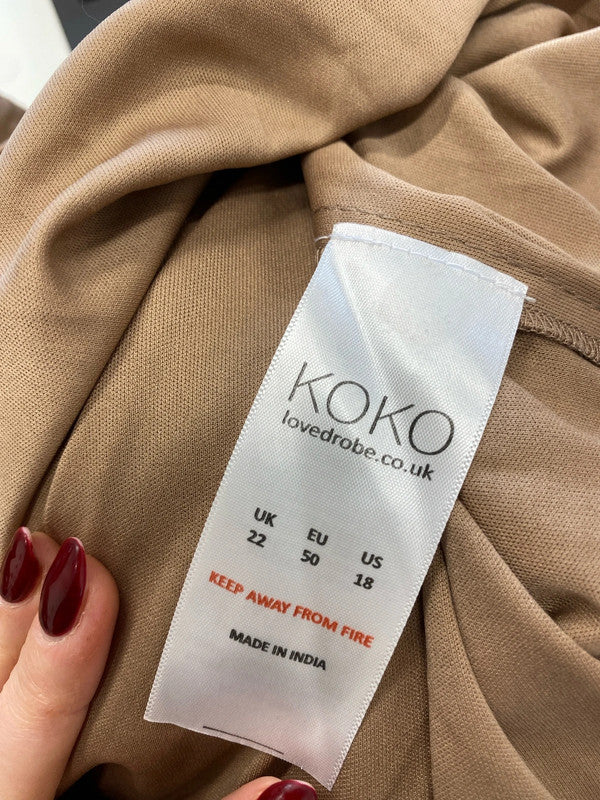 KOKO
lovedrobe.co.uk
UK EU US
22 50 18
KEEP AWAY FROM FIRE
MADE IN INDIA